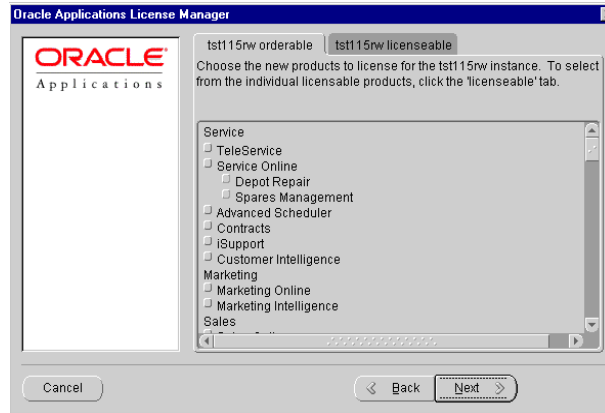 Oracle Applications License Manager
ORACLE®
Applications
tst115rw orderable
tst115rw licenseable
Choose the new products to license for the tst115rw instance. To select
from the individual licensable products, click the 'licenseable' tab.
Service
TeleService
Service Online
Depot Repair
Spares Management
Advanced Scheduler
Contracts
iSupport
Customer Intelligence
Marketing
Marketing Online
Marketing Intelligence
Sales
Cancel
Back
Next